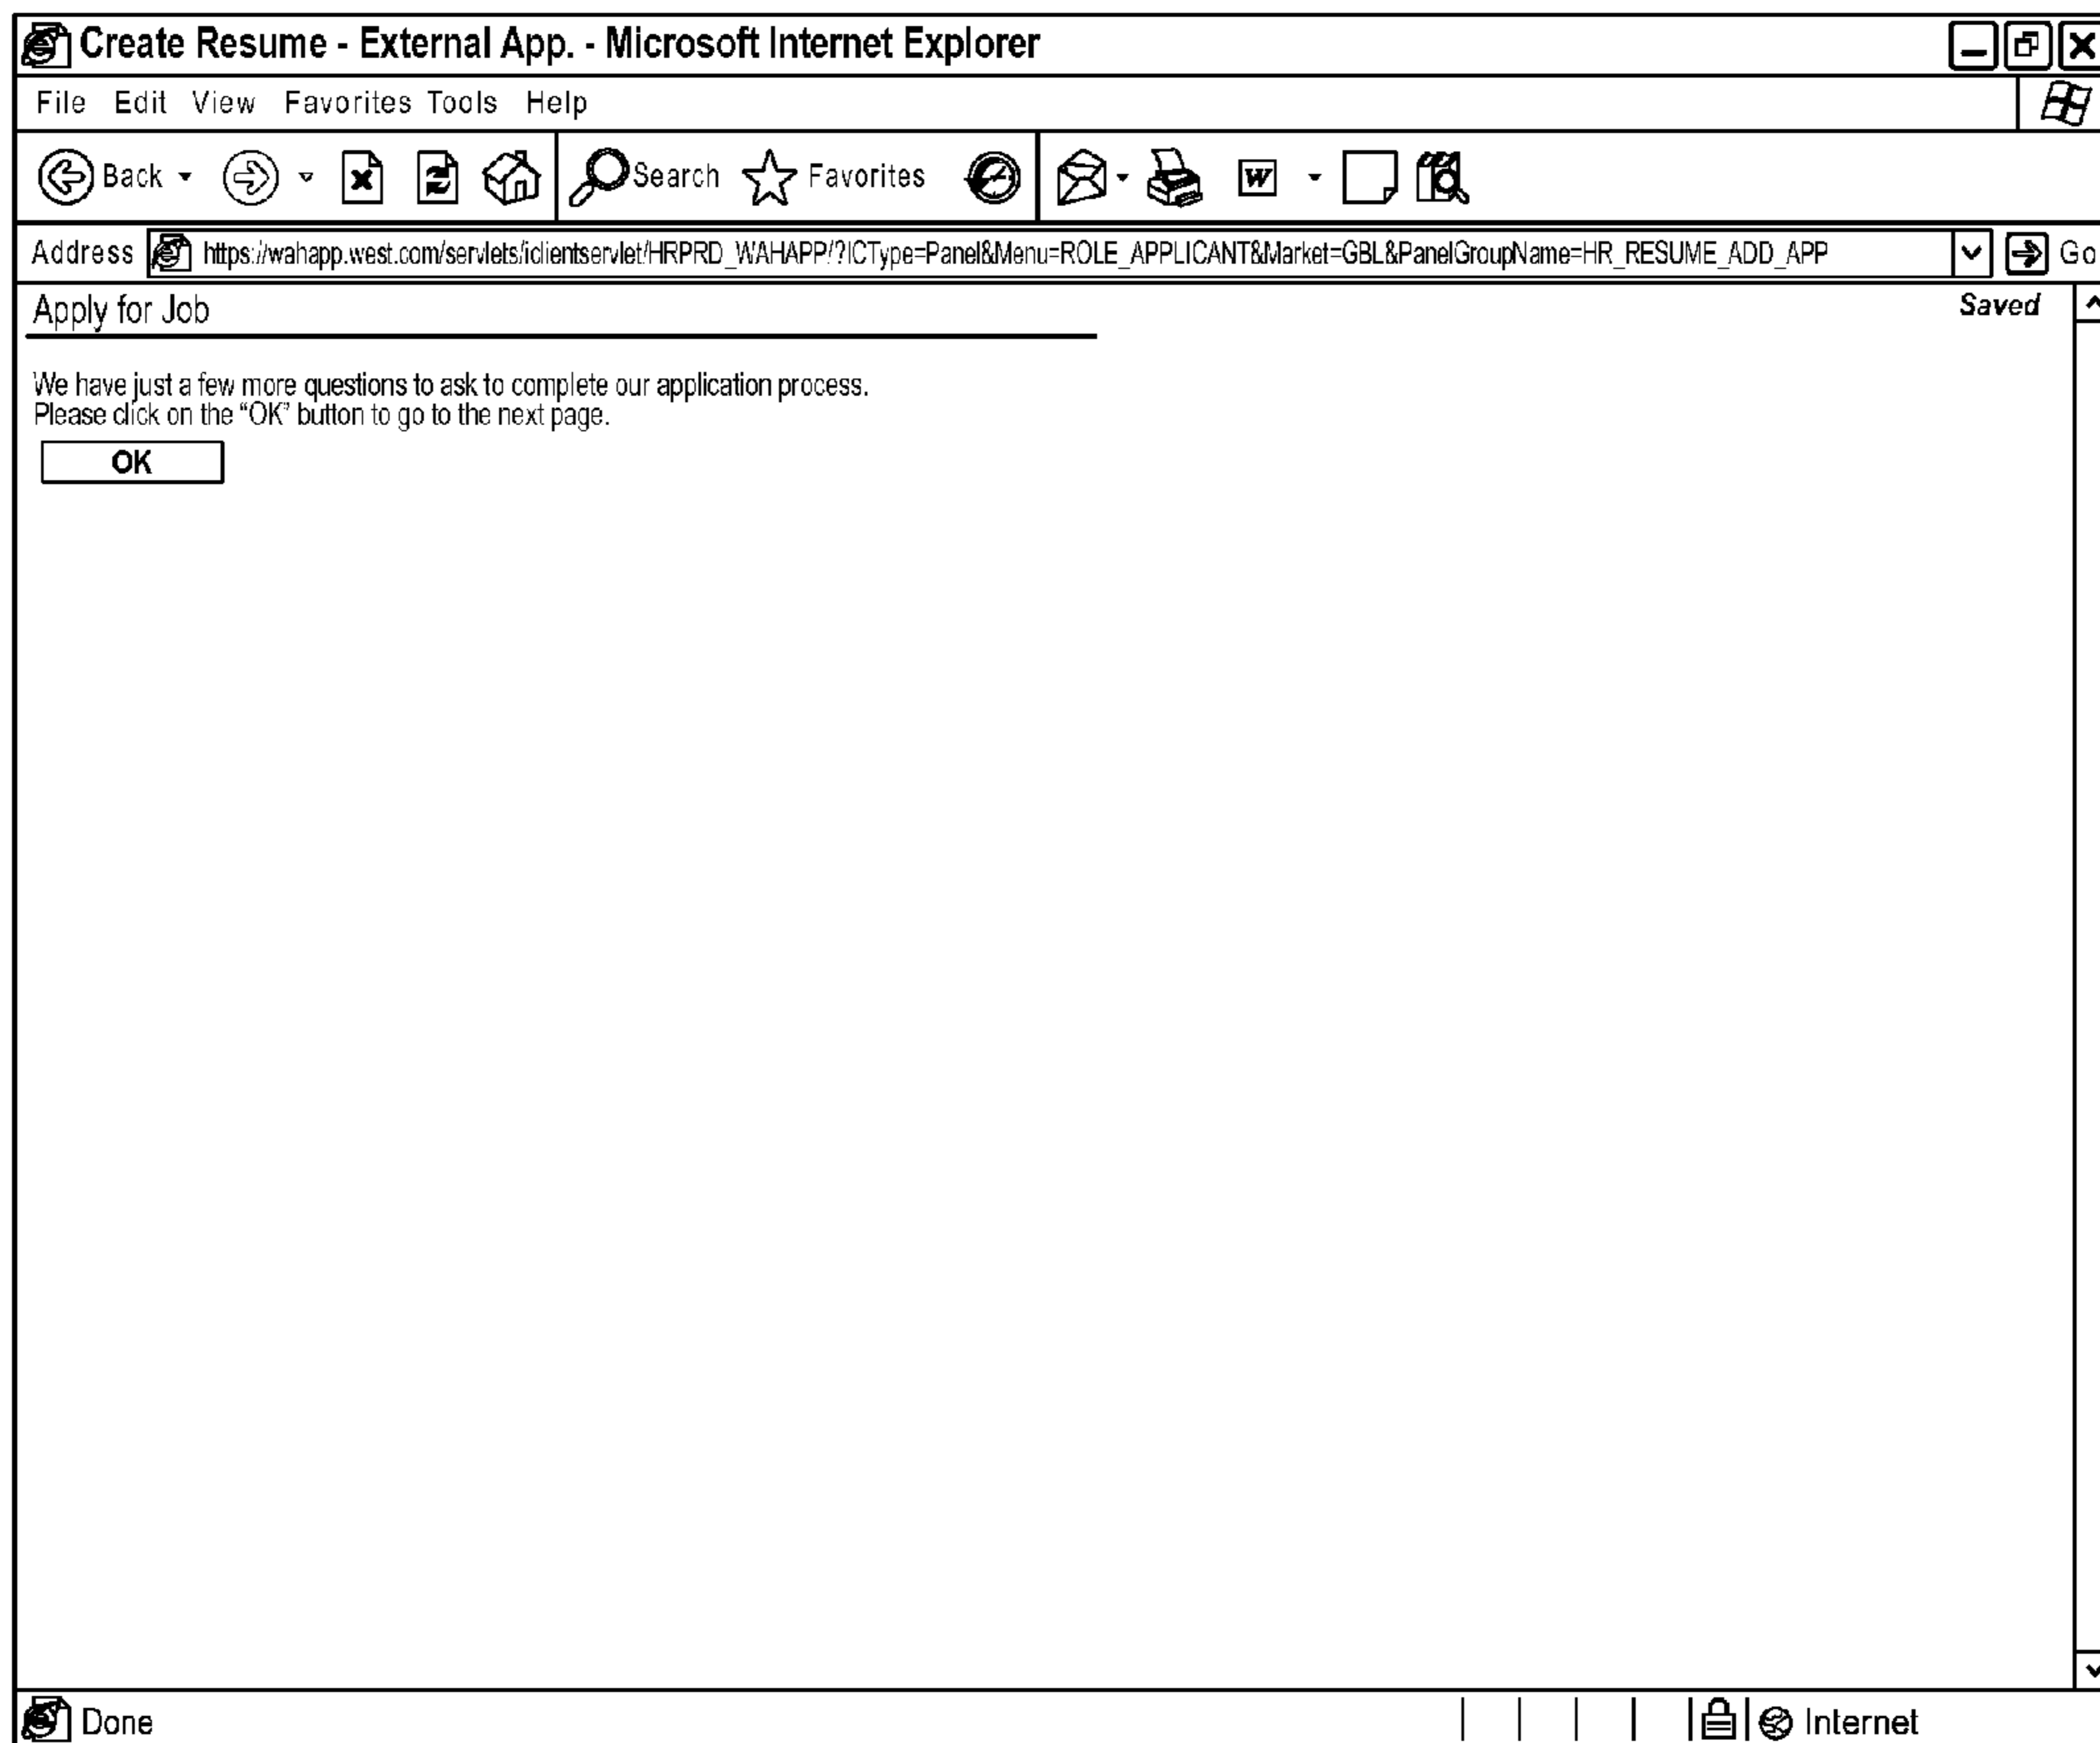 Create Resume - External App. - Microsoft Internet Explorer
File Edit View Favorites Tools Help
Back Search Favorites W
Address https://wahapp.west.com/servlets/iclientservlet/HRPRD_WAHAPP/?ICType=Panel&Menu=ROLE_APPLICANT&Market=GBL&PanelGroupName=HR_RESUME_ADD_APP Go
Apply for Job Saved
We have just a few more questions to ask to complete our application process.
Please click on the “OK” button to go to the next page.
OK
Done Internet